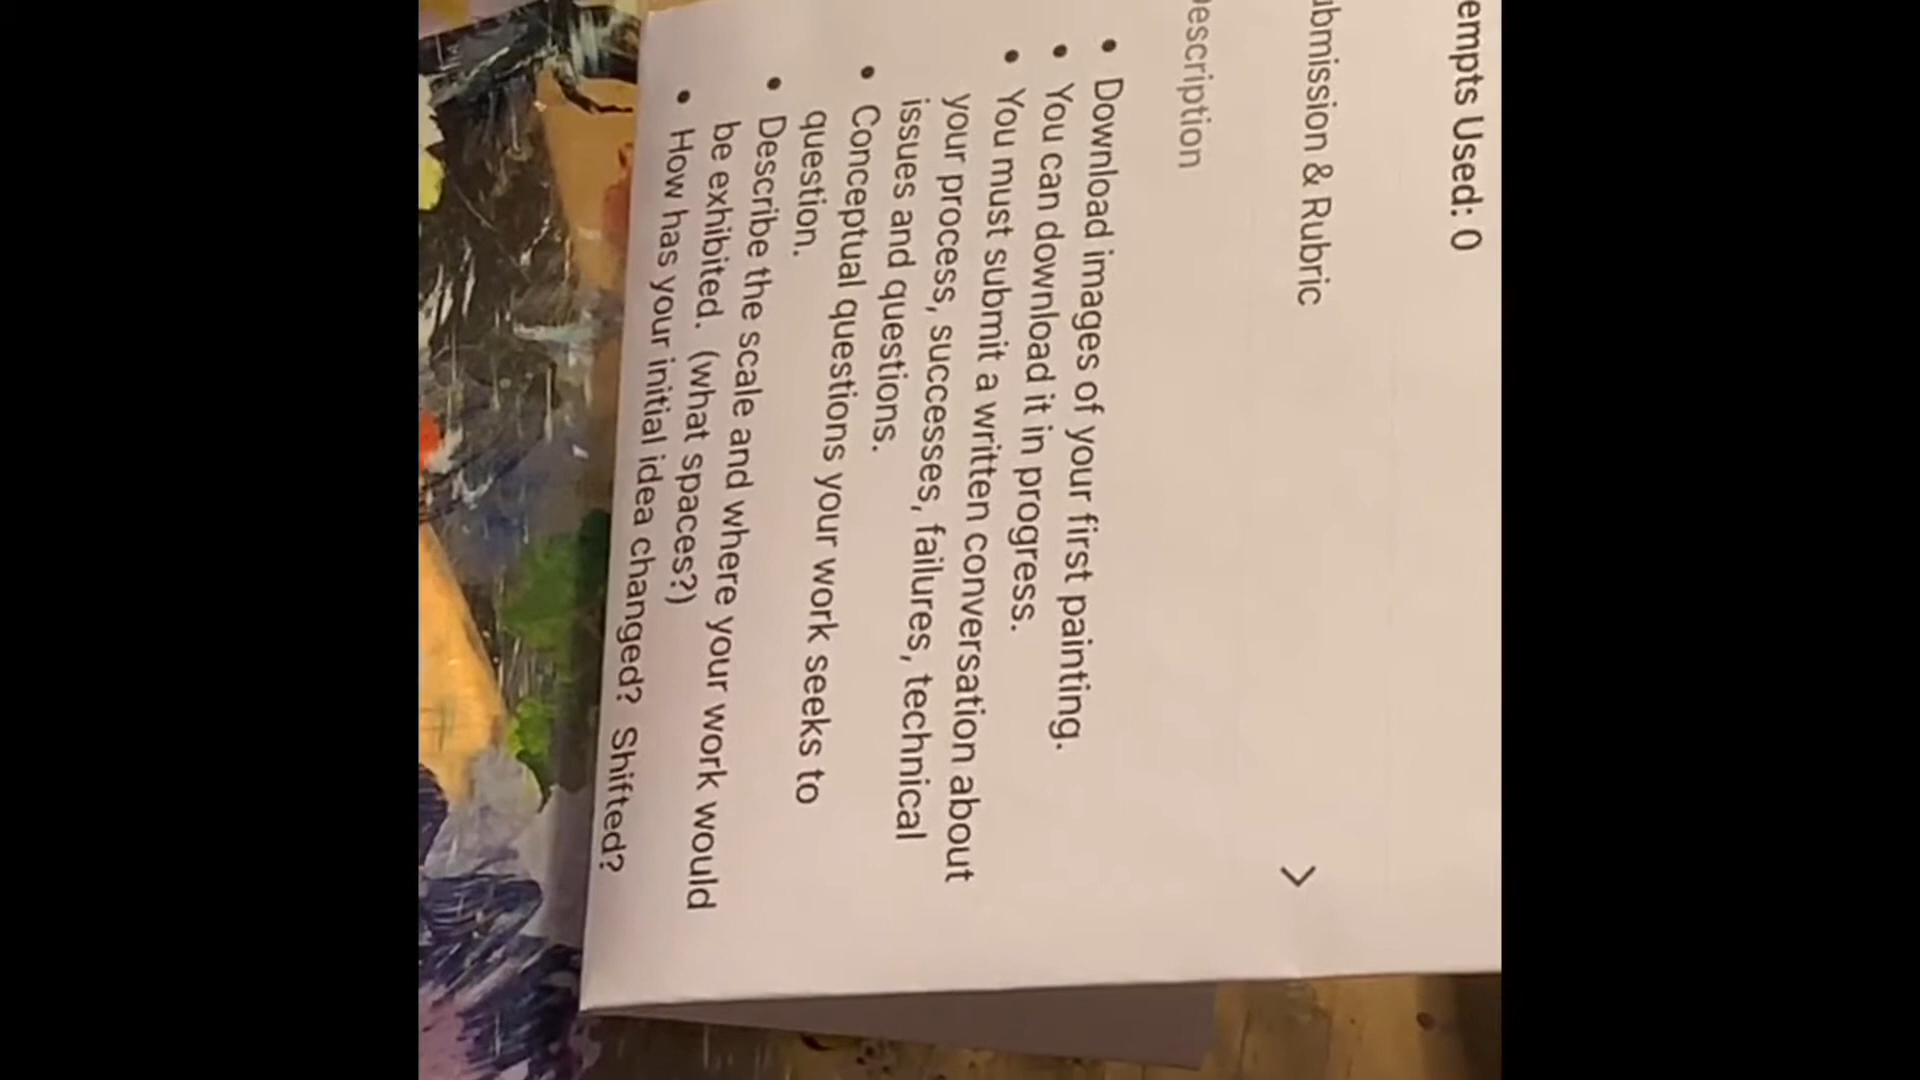 empts Used: 0
ubmission & Rubric
escription
• Download images of your first painting.
• You can download it in progress.
• You must submit a written conversation about
your process, successes, failures, technical
issues and questions.
• Conceptual questions your work seeks to
question.
• Describe the scale and where your work would
be exhibited. (what spaces?)
• How has your initial idea changed? Shifted?